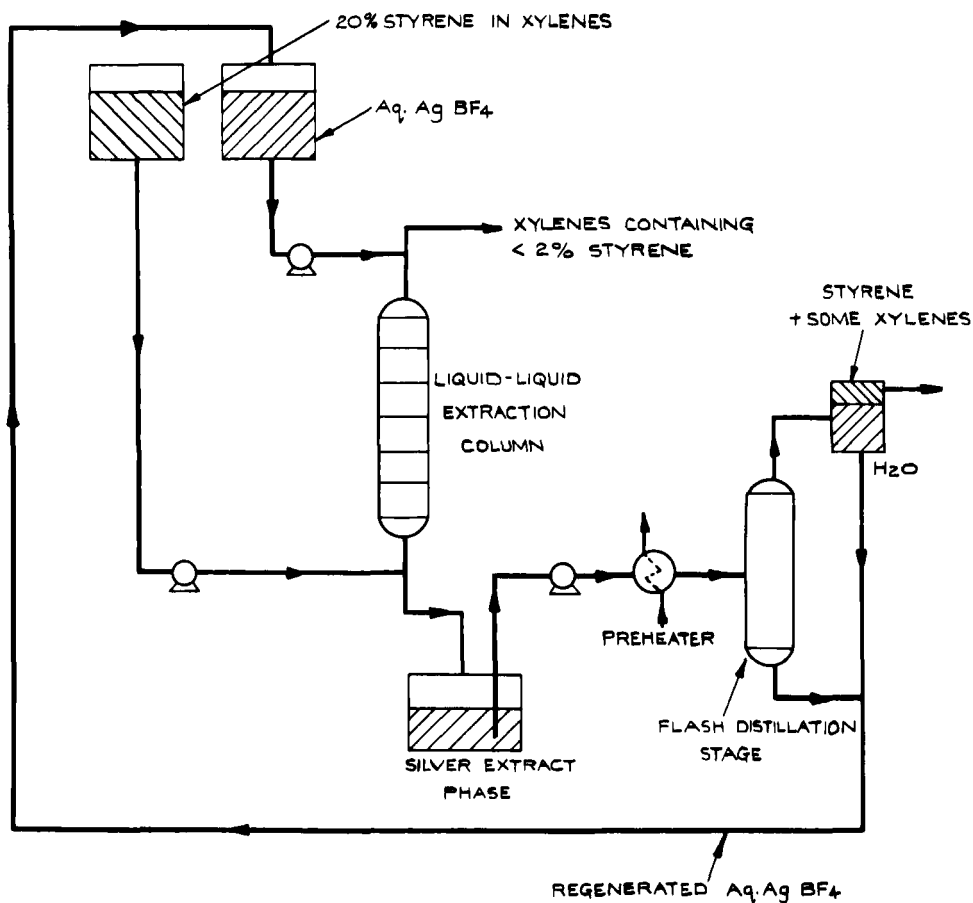 20% STYRENE IN XYLENES
Aq. Ag BF4
XYLENES CONTAINING
< 2% STYRENE
STYRENE
+ SOME XYLENES
LIQUID-LIQUID
EXTRACTION
COLUMN
H2O
PREHEATER
FLASH DISTILLATION
STAGE
SILVER EXTRACT
PHASE
REGENERATED Aq. Ag BF4